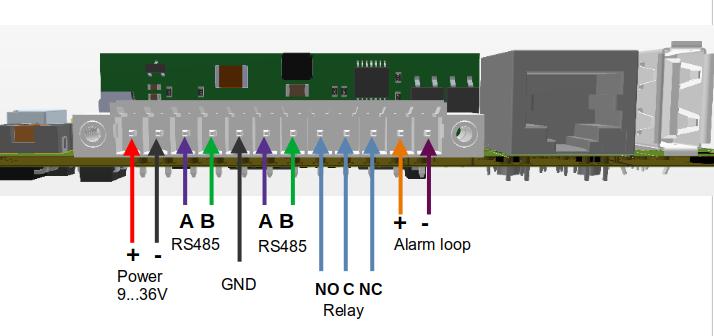 A B
RS485
A B
RS485
+ -
Alarm loop
+ -
Power
9...36V
GND
NO C NC
Relay